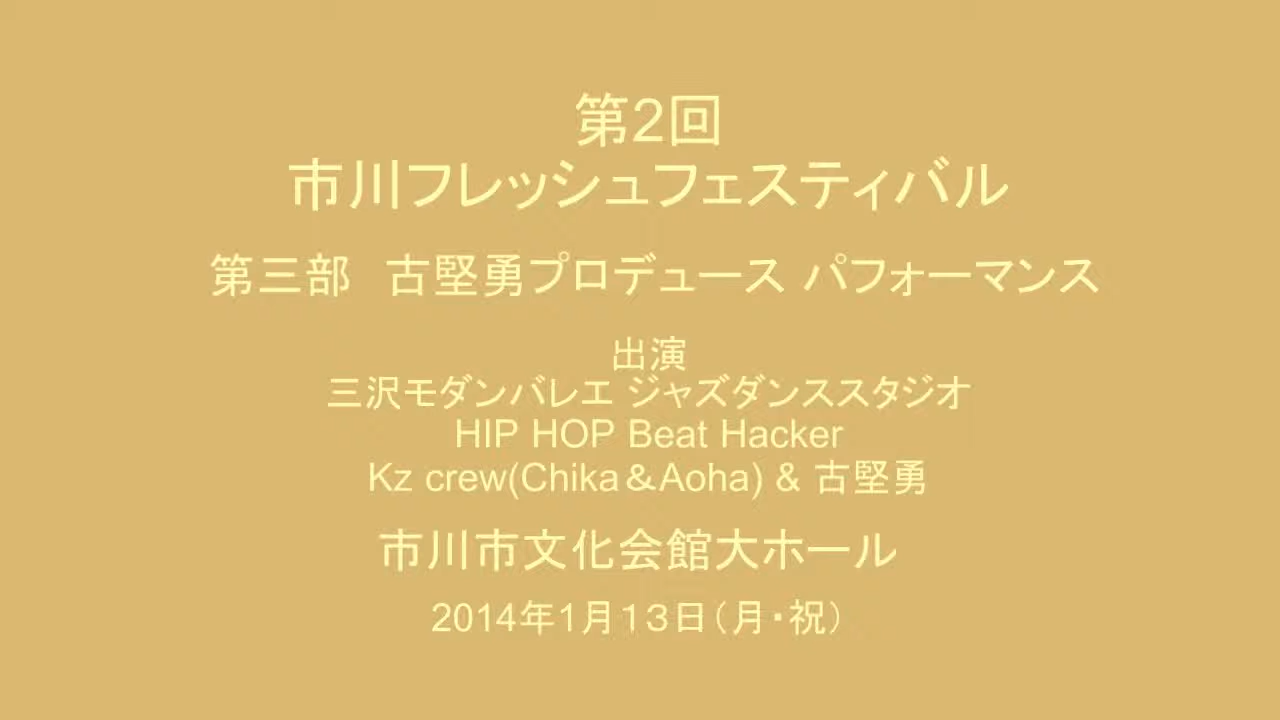 第2回
市川フレッシュフェスティバル
第三部　古堅勇プロデュース パフォーマンス
出演
三沢モダンバレエ ジャズダンススタジオ
HIP HOP Beat Hacker
Kz crew(Chika＆Aoha) & 古堅勇
市川市文化会館大ホール
2014年1月１３日（月・祝）